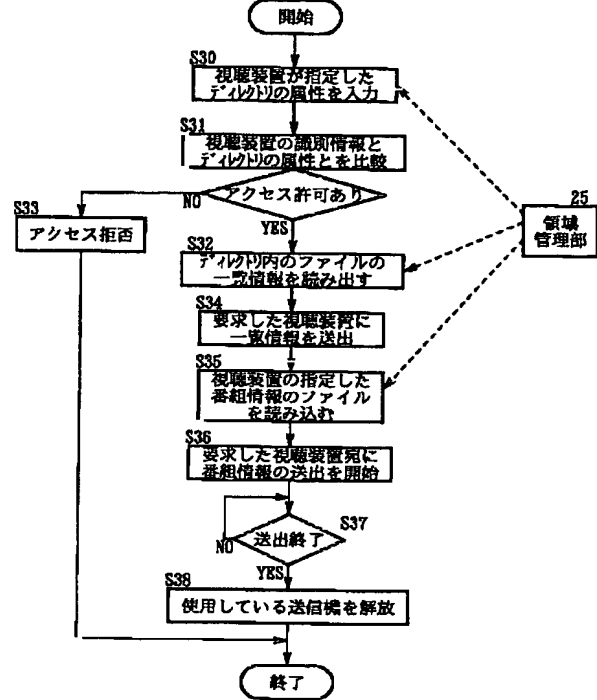 開始
S30
視聴装置が指定した
ディレクトリの属性を入力
S31
視聴装置の識別情報と
ディレクトリの属性とを比較
アクセス許可あり
NO
YES
S33
アクセス拒否
25
領域
管理部
S32
ディレクトリ内のファイルの
一覧情報を読み出す
S34
要求した視聴装置に
一覧情報を送出
S35
視聴装置の指定した
番組情報のファイル
を読み込む
S36
要求した視聴装置宛に
番組情報の送出を開始
S37
送出終了
NO
YES
S38
使用している送信機を解放
終了